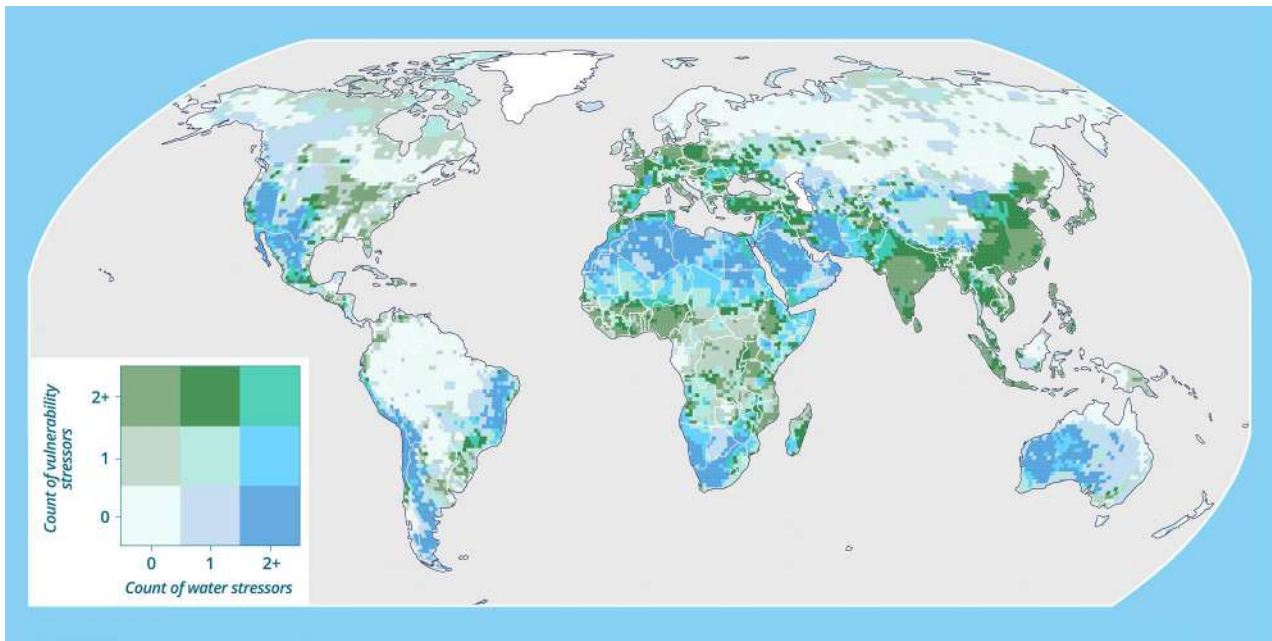 Count of vulnerability
stressors
2+
1
0
0
1
2+
Count of water stressors